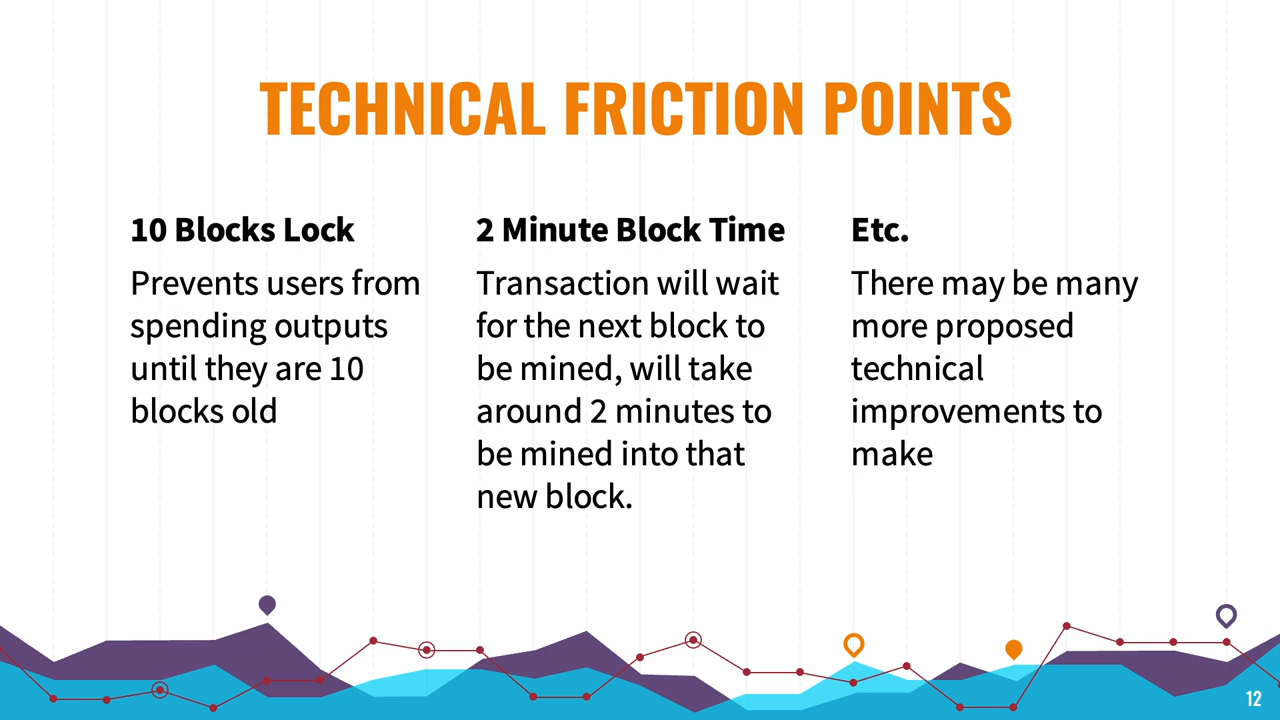 TECHNICAL FRICTION POINTS
10 Blocks Lock
Prevents users from
spending outputs
until they are 10
blocks old
2 Minute Block Time
Transaction will wait
for the next block to
be mined, will take
around 2 minutes to
be mined into that
new block.
Etc.
There may be many
more proposed
technical
improvements to
make
12